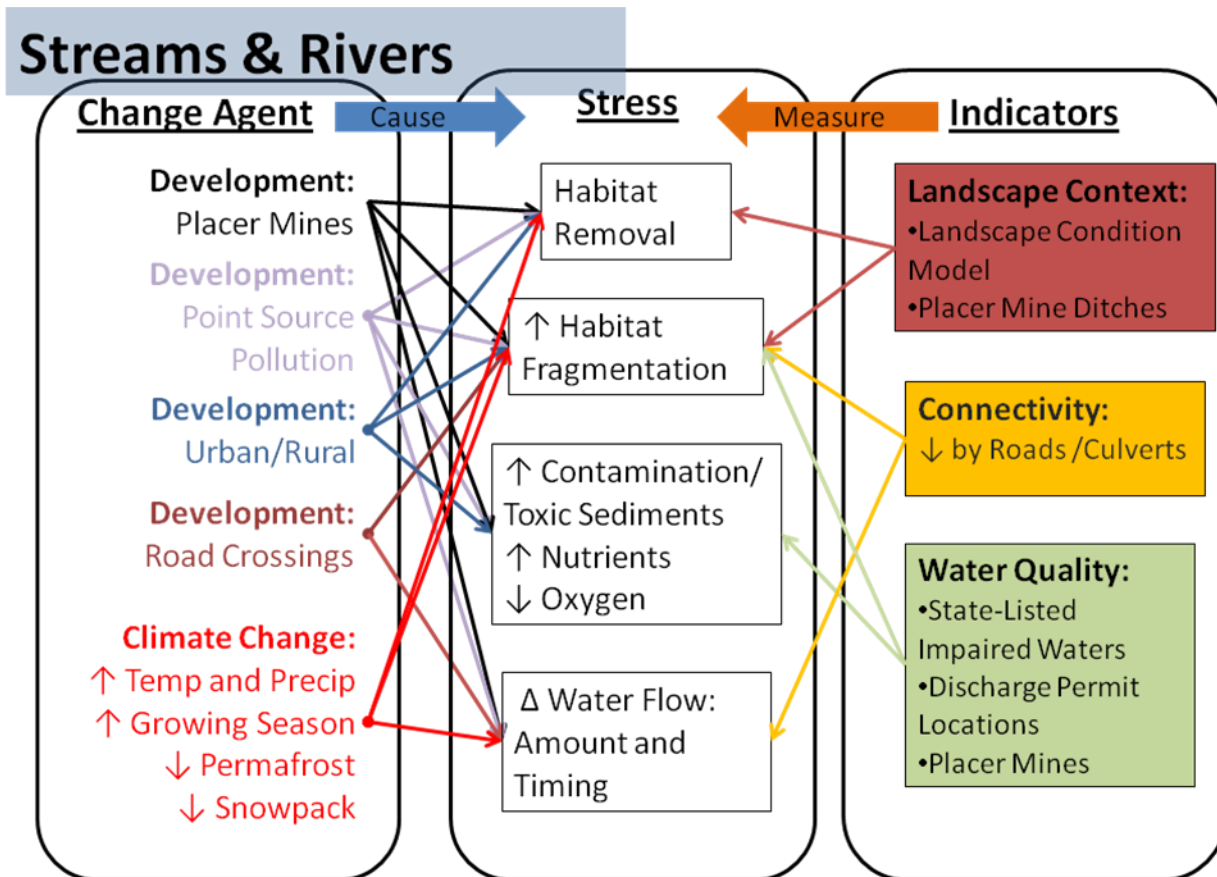 Streams & Rivers
Change Agent
Cause
Stress
Measure
Indicators
Development:
Placer Mines
Development:
Point Source
Pollution
Development:
Urban/Rural
Development:
Road Crossings
Climate Change:
↑ Temp and Precip
↑ Growing Season
↓ Permafrost
↓ Snowpack
Habitat
Removal
↑ Habitat
Fragmentation
↑ Contamination/
Toxic Sediments
↑ Nutrients
↓ Oxygen
Δ Water Flow:
Amount and
Timing
Landscape Context:
•Landscape Condition
Model
•Placer Mine Ditches
Connectivity:
↓ by Roads /Culverts
Water Quality:
•State-Listed
Impaired Waters
•Discharge Permit
Locations
•Placer Mines